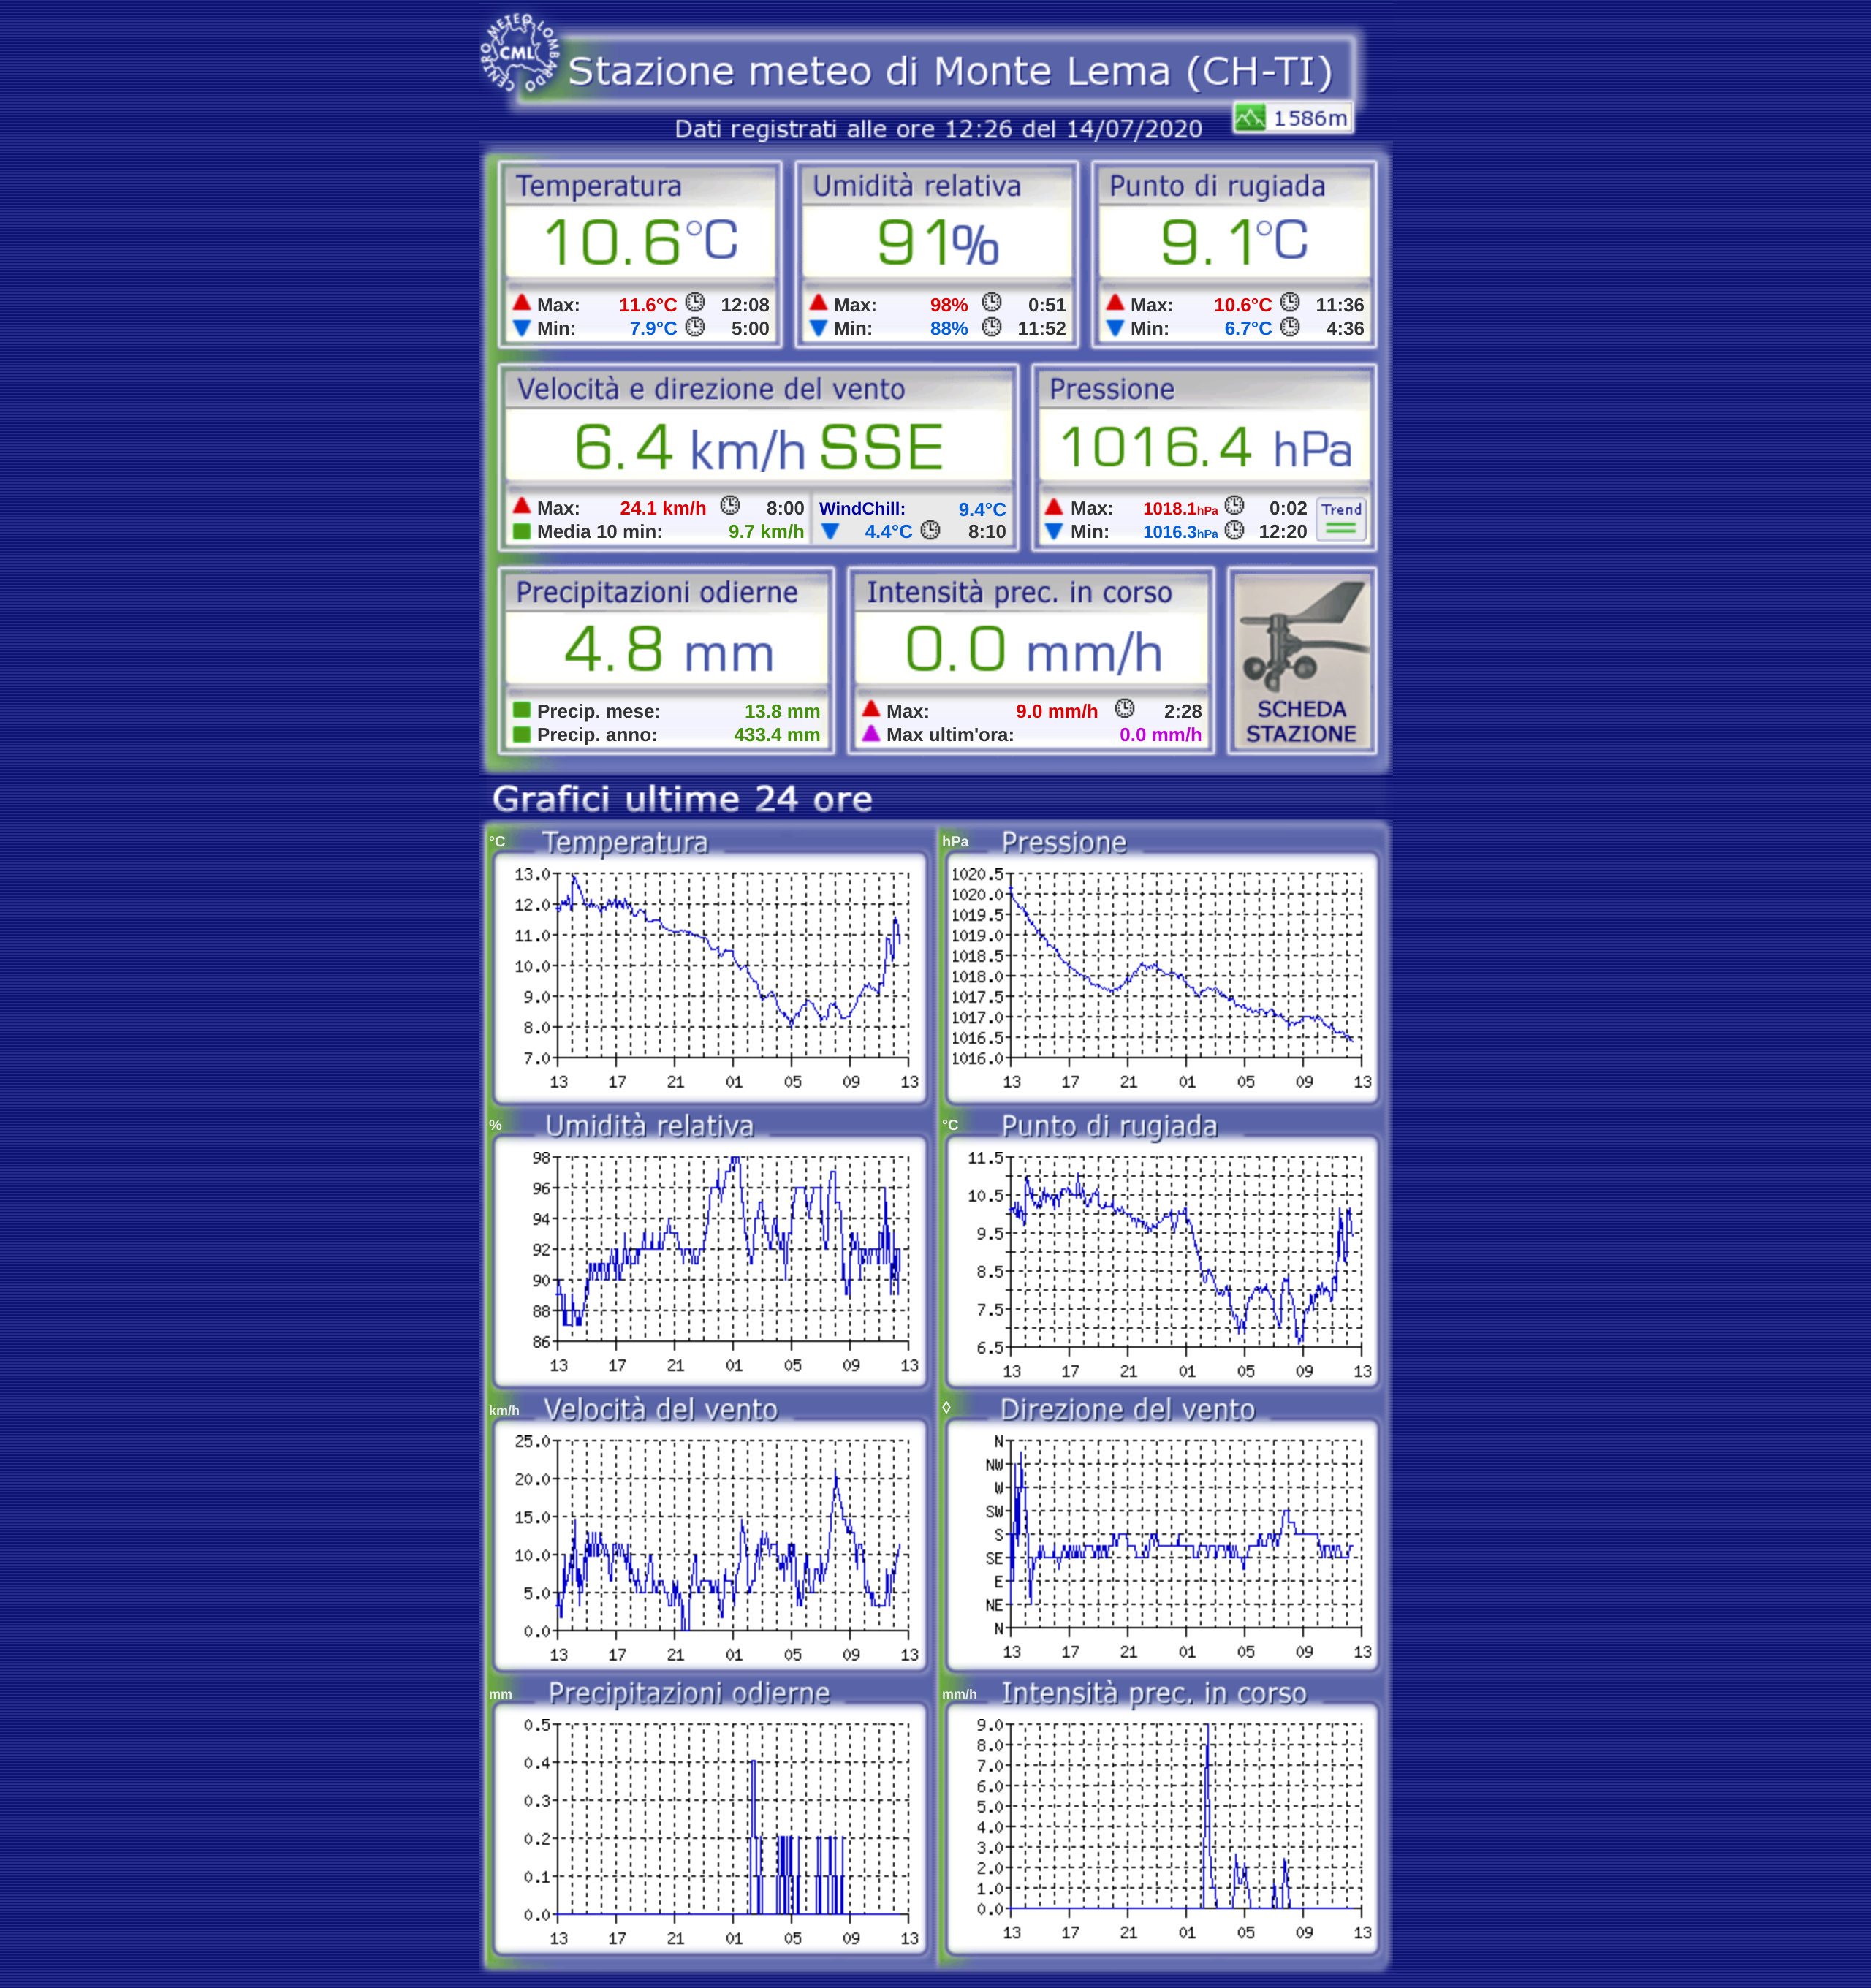 CENTRO METEO LOMBARDO
CML
Stazione meteo di Monte Lema (CH-TI)
1586m
Dati registrati alle ore 12:26 del 14/07/2020
Temperatura Umidità relativa Punto di rugiada
10.6°C 91% 9.1°C
Max: 11.6°C 12:08 Max: 98% 0:51 Max: 10.6°C 11:36
Min: 7.9°C 5:00 Min: 88% 11:52 Min: 6.7°C 4:36
Velocità e direzione del vento Pressione
6.4 km/h SSE 1016.4 hPa
Max: 24.1 km/h 8:00 WindChill: 9.4°C Max: 1018.1hPa 0:02 Trend
Media 10 min: 9.7 km/h 4.4°C 8:10 Min: 1016.3hPa 12:20
Precipitazioni odierne Intensità prec. in corso
4.8 mm 0.0 mm/h
Precip. mese: 13.8 mm Max: 9.0 mm/h 2:28 SCHEDA
Precip. anno: 433.4 mm Max ultim'ora: 0.0 mm/h STAZIONE
Grafici ultime 24 ore
°C Temperatura
13.0
12.0
11.0
10.0
9.0
8.0
7.0
13 17 21 01 05 09 13
hPa Pressione
1020.5
1020.0
1019.5
1019.0
1018.5
1018.0
1017.5
1017.0
1016.5
1016.0
13 17 21 01 05 09 13
% Umidità relativa
98
96
94
92
90
88
86
13 17 21 01 05 09 13
°C Punto di rugiada
11.5
10.5
9.5
8.5
7.5
6.5
13 17 21 01 05 09 13
km/h Velocità del vento
25.0
20.0
15.0
10.0
5.0
0.0
13 17 21 01 05 09 13
◊ Direzione del vento
N
NW
W
SW
S
SE
E
NE
N
13 17 21 01 05 09 13
mm Precipitazioni odierne
0.5
0.4
0.3
0.2
0.1
0.0
13 17 21 01 05 09 13
mm/h Intensità prec. in corso
9.0
8.0
7.0
6.0
5.0
4.0
3.0
2.0
1.0
0.0
13 17 21 01 05 09 13